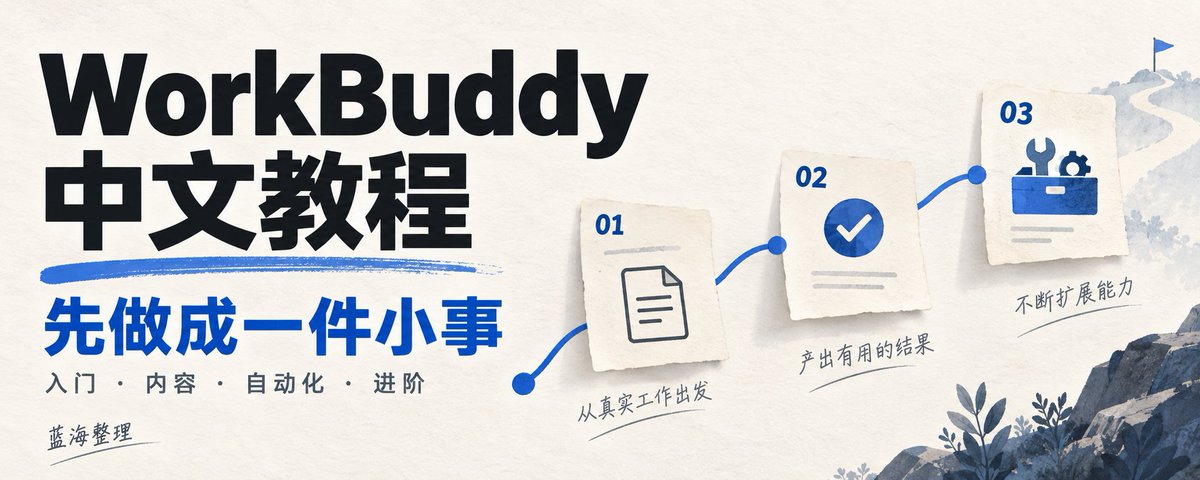 WorkBuddy
中文教程
先做成一件小事
入门 · 内容 · 自动化 · 进阶
蓝海整理
01
从真实工作出发
02
产出有用的结果
03
不断扩展能力